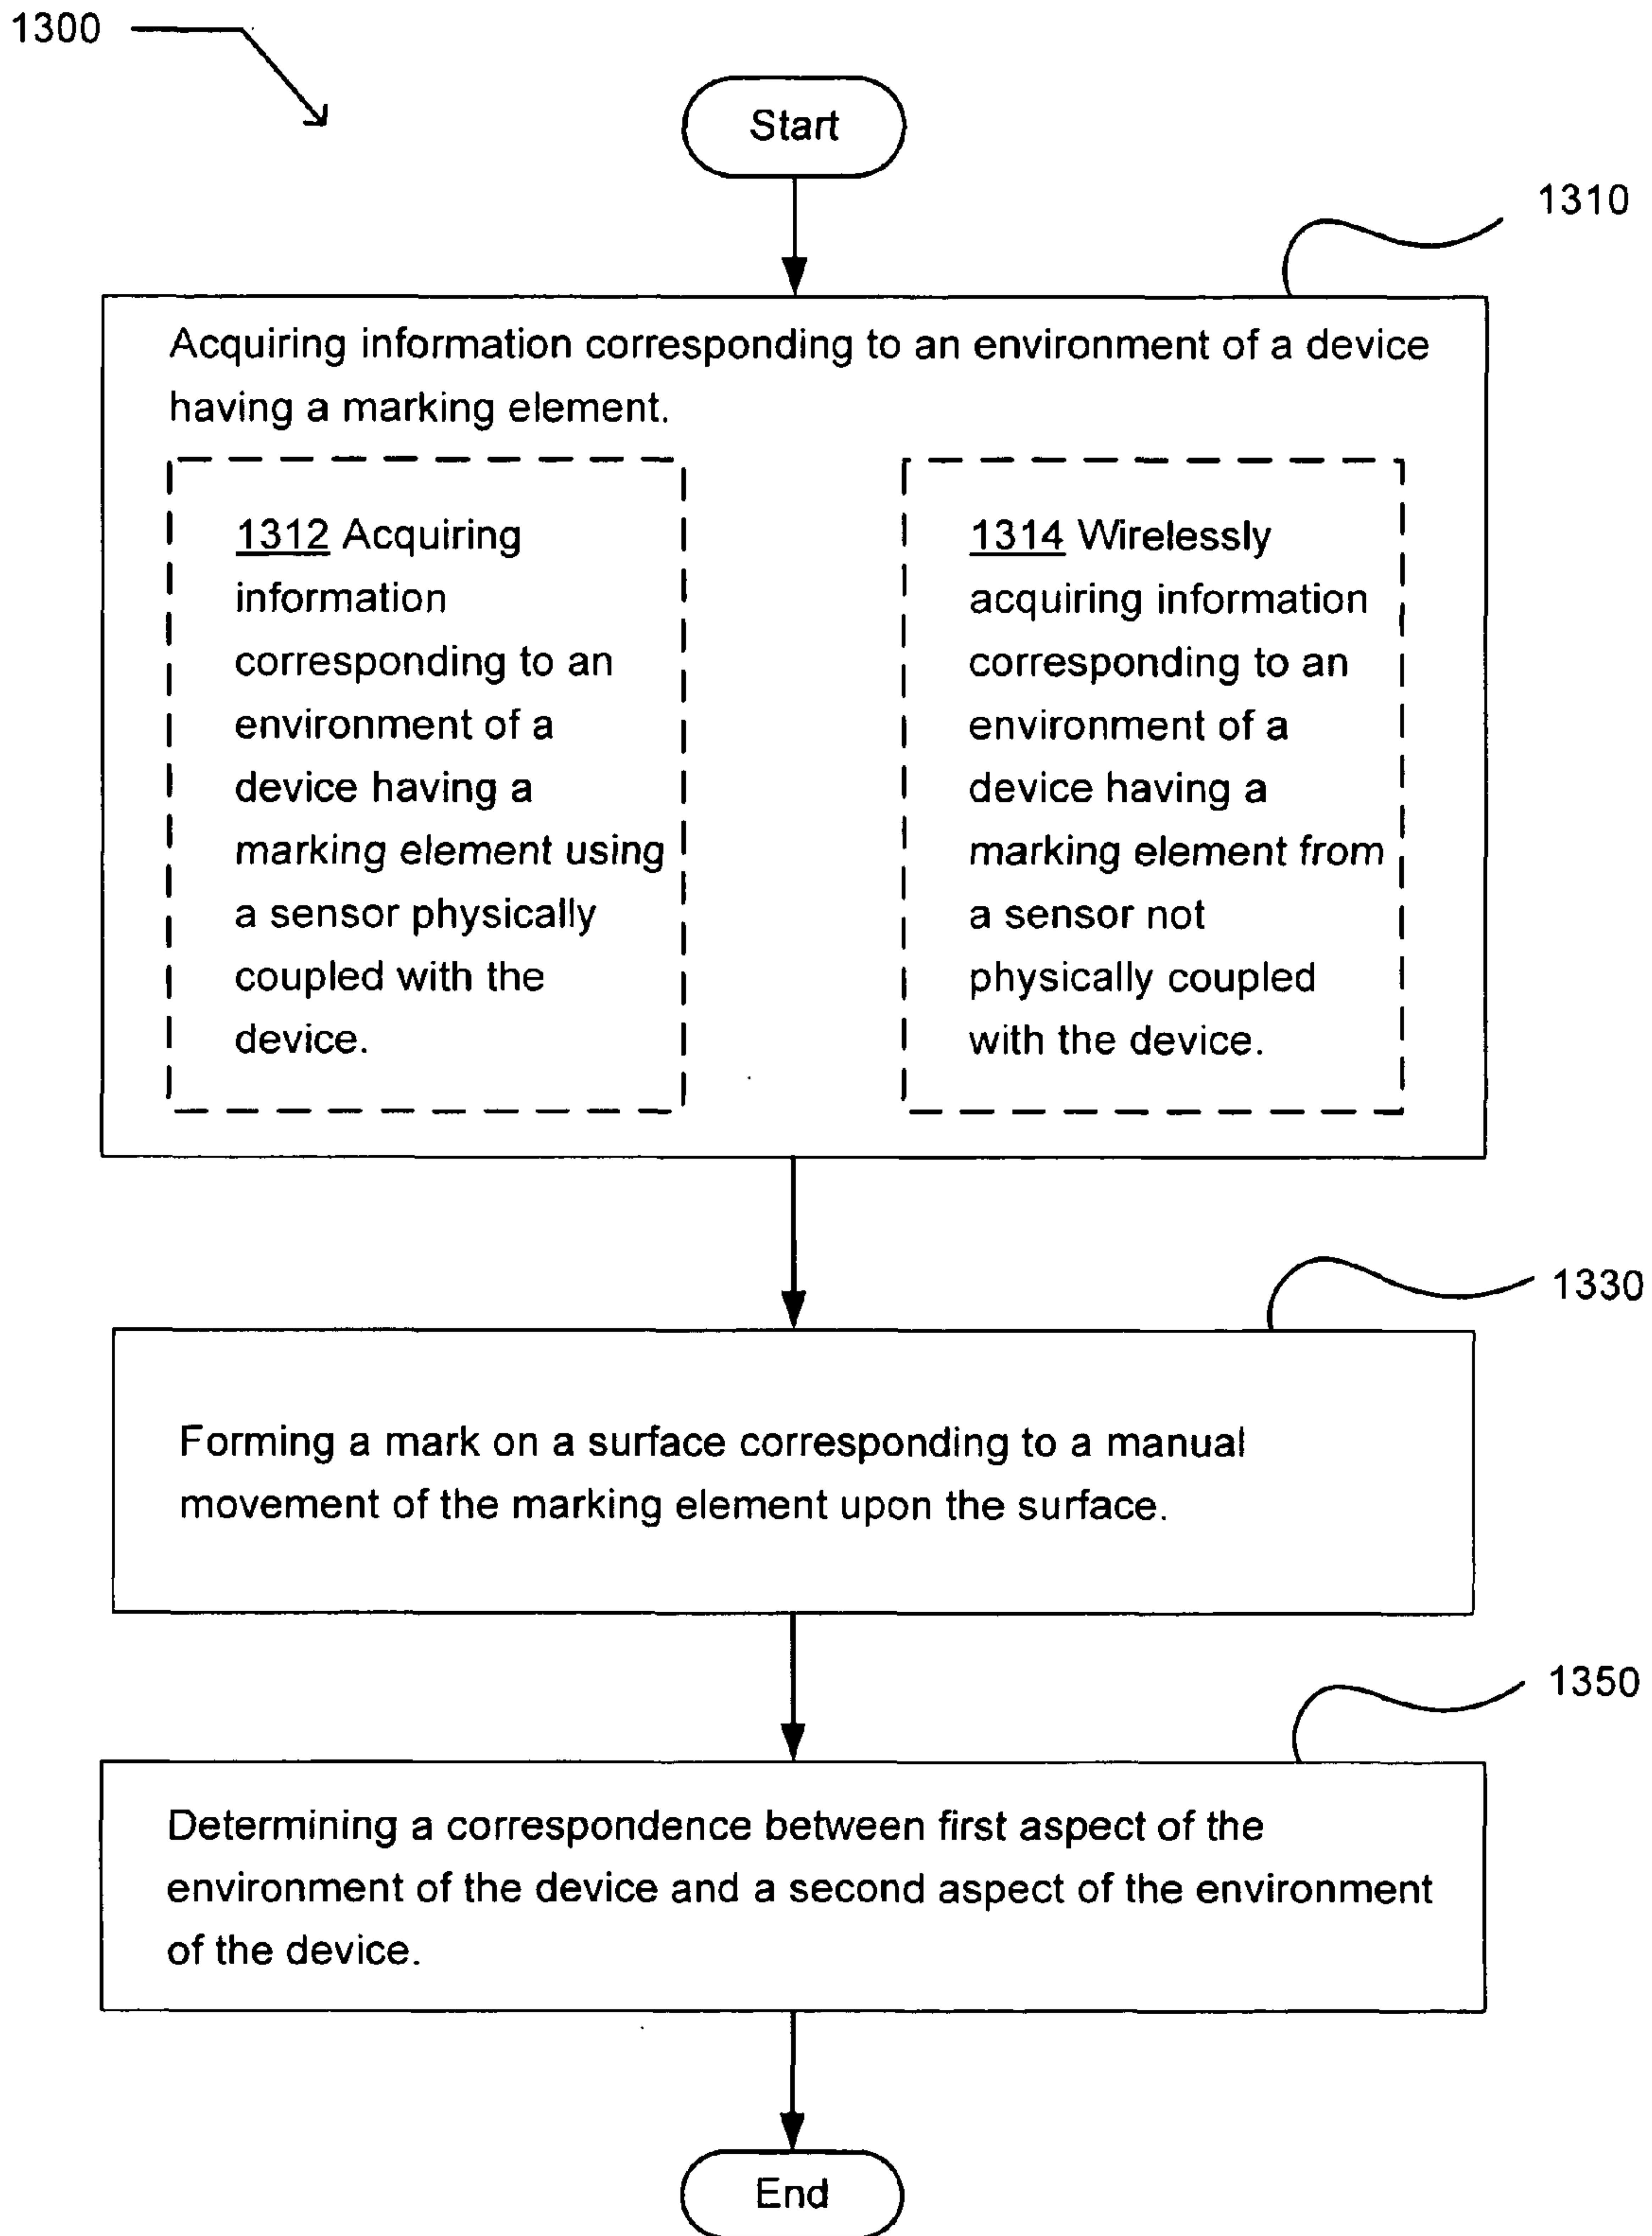 1300
Start
1310
Acquiring information corresponding to an environment of a device
having a marking element.
1312 Acquiring
information
corresponding to an
environment of a
device having a
marking element using
a sensor physically
coupled with the
device.
1314 Wirelessly
acquiring information
corresponding to an
environment of a
device having a
marking element from
a sensor not
physically coupled
with the device.
1330
Forming a mark on a surface corresponding to a manual
movement of the marking element upon the surface.
1350
Determining a correspondence between first aspect of the
environment of the device and a second aspect of the environment
of the device.
End